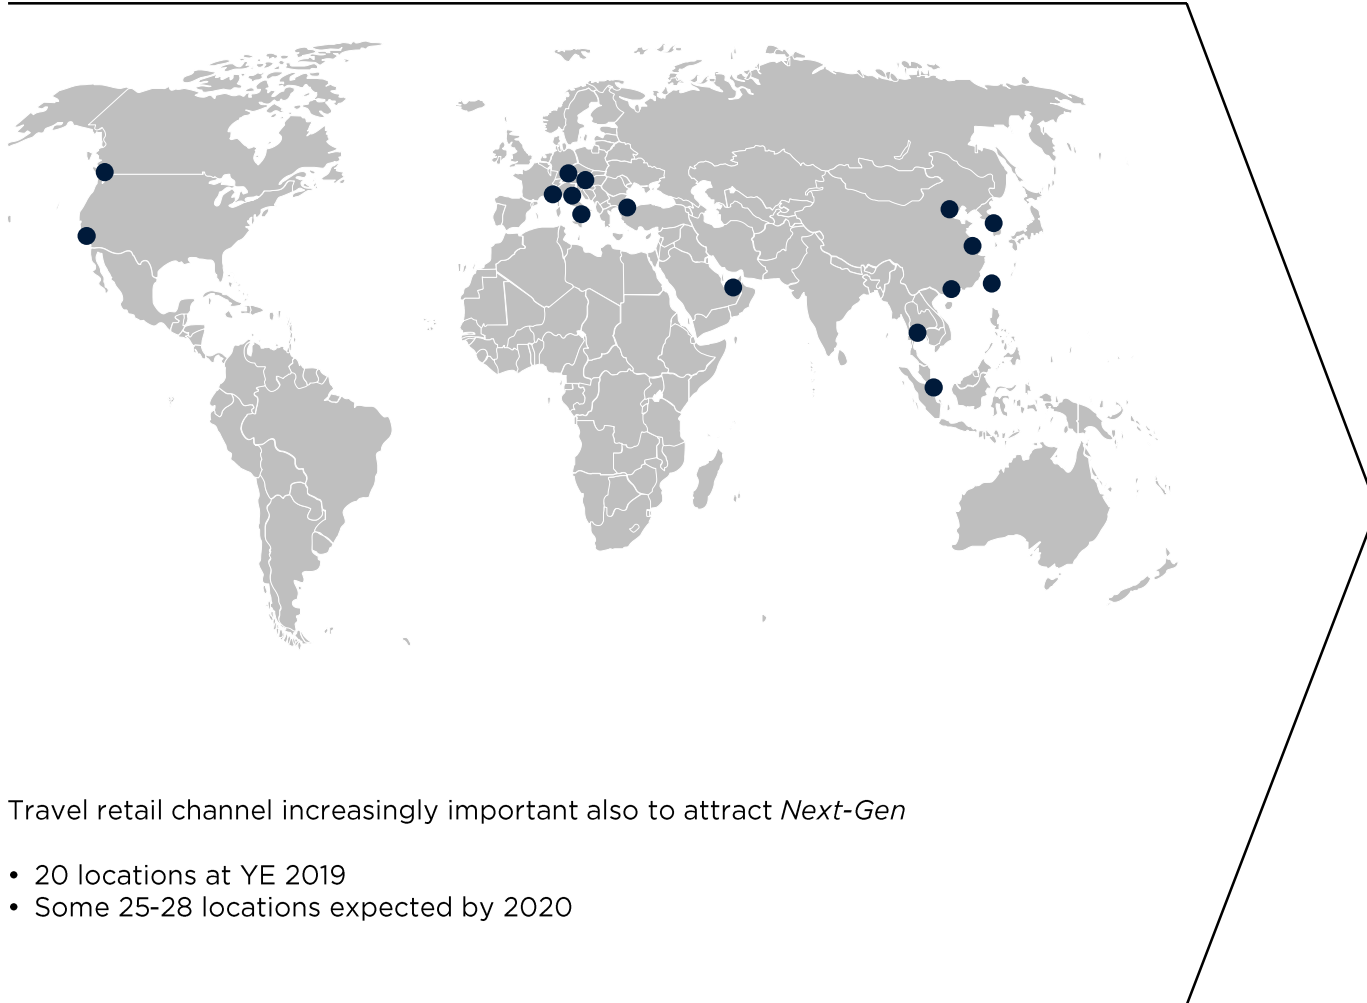 Travel retail channel increasingly important also to attract Next-Gen
• 20 locations at YE 2019
• Some 25-28 locations expected by 2020